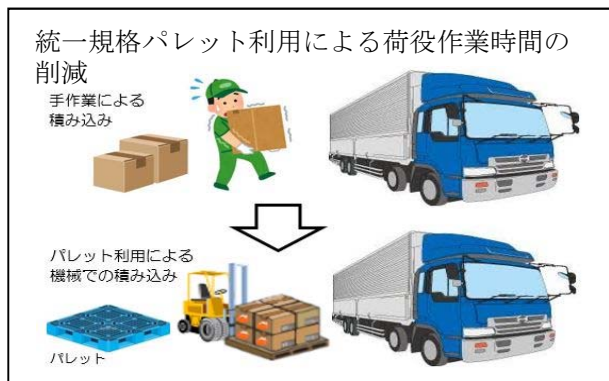 統一規格パレット利用による荷役作業時間の
削減
手作業による
積み込み
パレット利用による
機械での積み込み
パレット